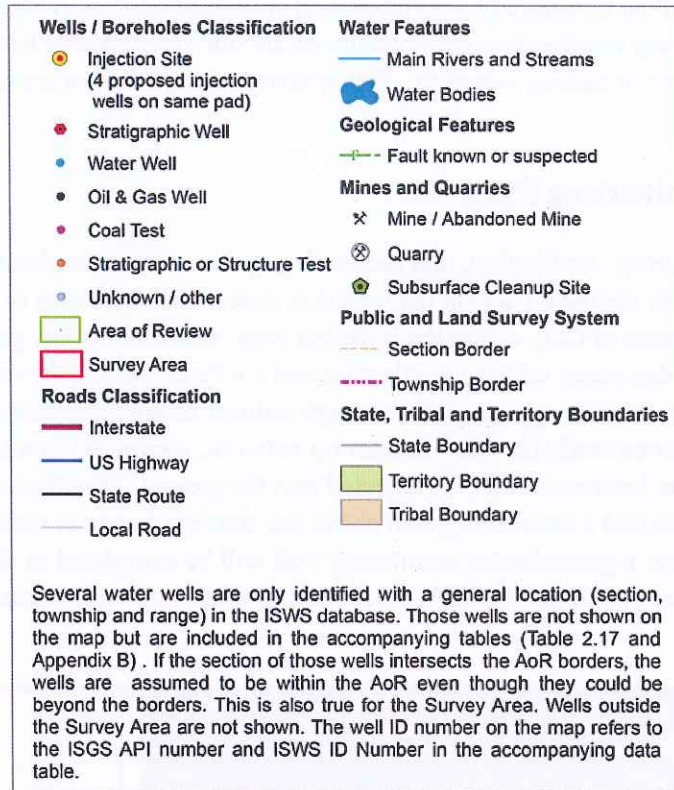 Wells / Boreholes Classification
Injection Site
(4 proposed injection
wells on same pad)
Stratigraphic Well
Water Well
Oil & Gas Well
Coal Test
Stratigraphic or Structure Test
Unknown / other
Area of Review
Survey Area
Roads Classification
Interstate
US Highway
State Route
Local Road
Water Features
Main Rivers and Streams
Water Bodies
Geological Features
Fault known or suspected
Mines and Quarries
Mine / Abandoned Mine
Quarry
Subsurface Cleanup Site
Public and Land Survey System
Section Border
Township Border
State, Tribal and Territory Boundaries
State Boundary
Territory Boundary
Tribal Boundary
Several water wells are only identified with a general location (section,
township and range) in the ISWS database. Those wells are not shown on
the map but are included in the accompanying tables (Table 2.17 and
Appendix B) . If the section of those wells intersects the AoR borders, the
wells are assumed to be within the AoR even though they could be
beyond the borders. This is also true for the Survey Area. Wells outside
the Survey Area are not shown. The well ID number on the map refers to
the ISGS API number and ISWS ID Number in the accompanying data
table.